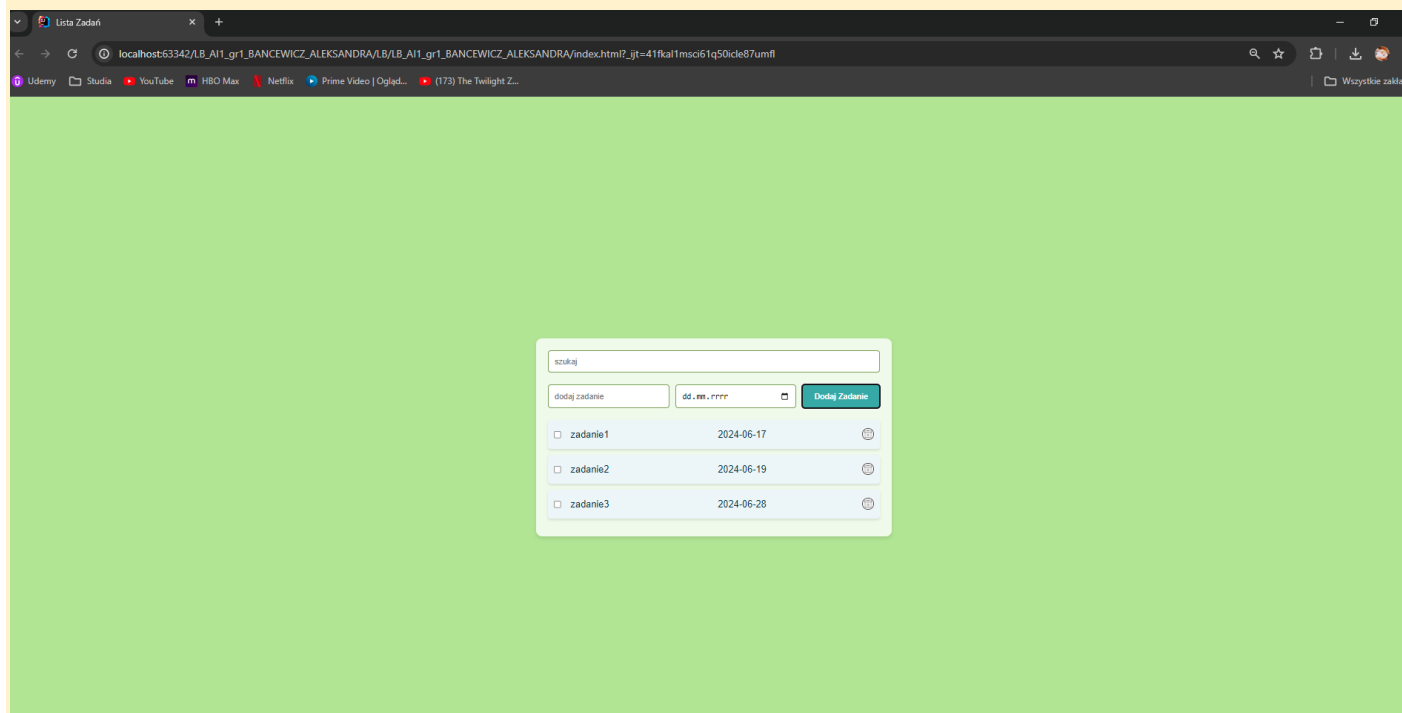 Lista Zadań
localhost:63342/LB_AI1_gr1_BANCEWICZ_ALEKSANDRA/LB/LB_AI1_gr1_BANCEWICZ_ALEKSANDRA/index.html?_ijt=41fkal1msci61q50icle87umfl
Udemy Studia YouTube HBO Max Netflix Prime Video | Ogląd... (173) The Twilight Z... Wszystkie zakła
szukaj
dodaj zadanie dd.mm.rrrr Dodaj Zadanie
zadanie1 2024-06-17
zadanie2 2024-06-19
zadanie3 2024-06-28